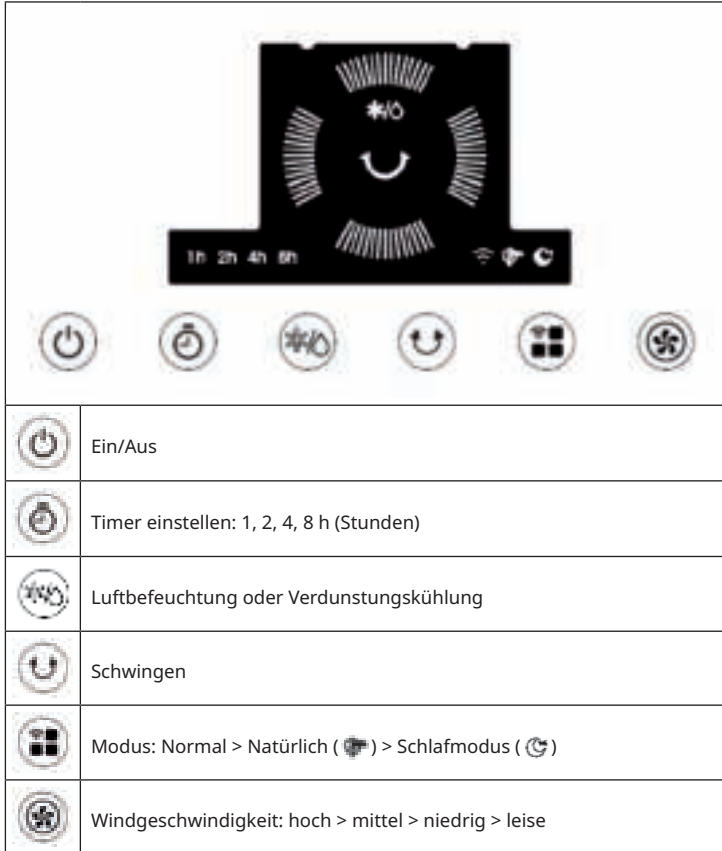 1h 2h 4h 8h
Ein/Aus
Timer einstellen: 1, 2, 4, 8 h (Stunden)
Luftbefeuchtung oder Verdunstungskühlung
Schwingen
Modus: Normal > Natürlich ( ) > Schlafmodus ( )
Windgeschwindigkeit: hoch > mittel > niedrig > leise